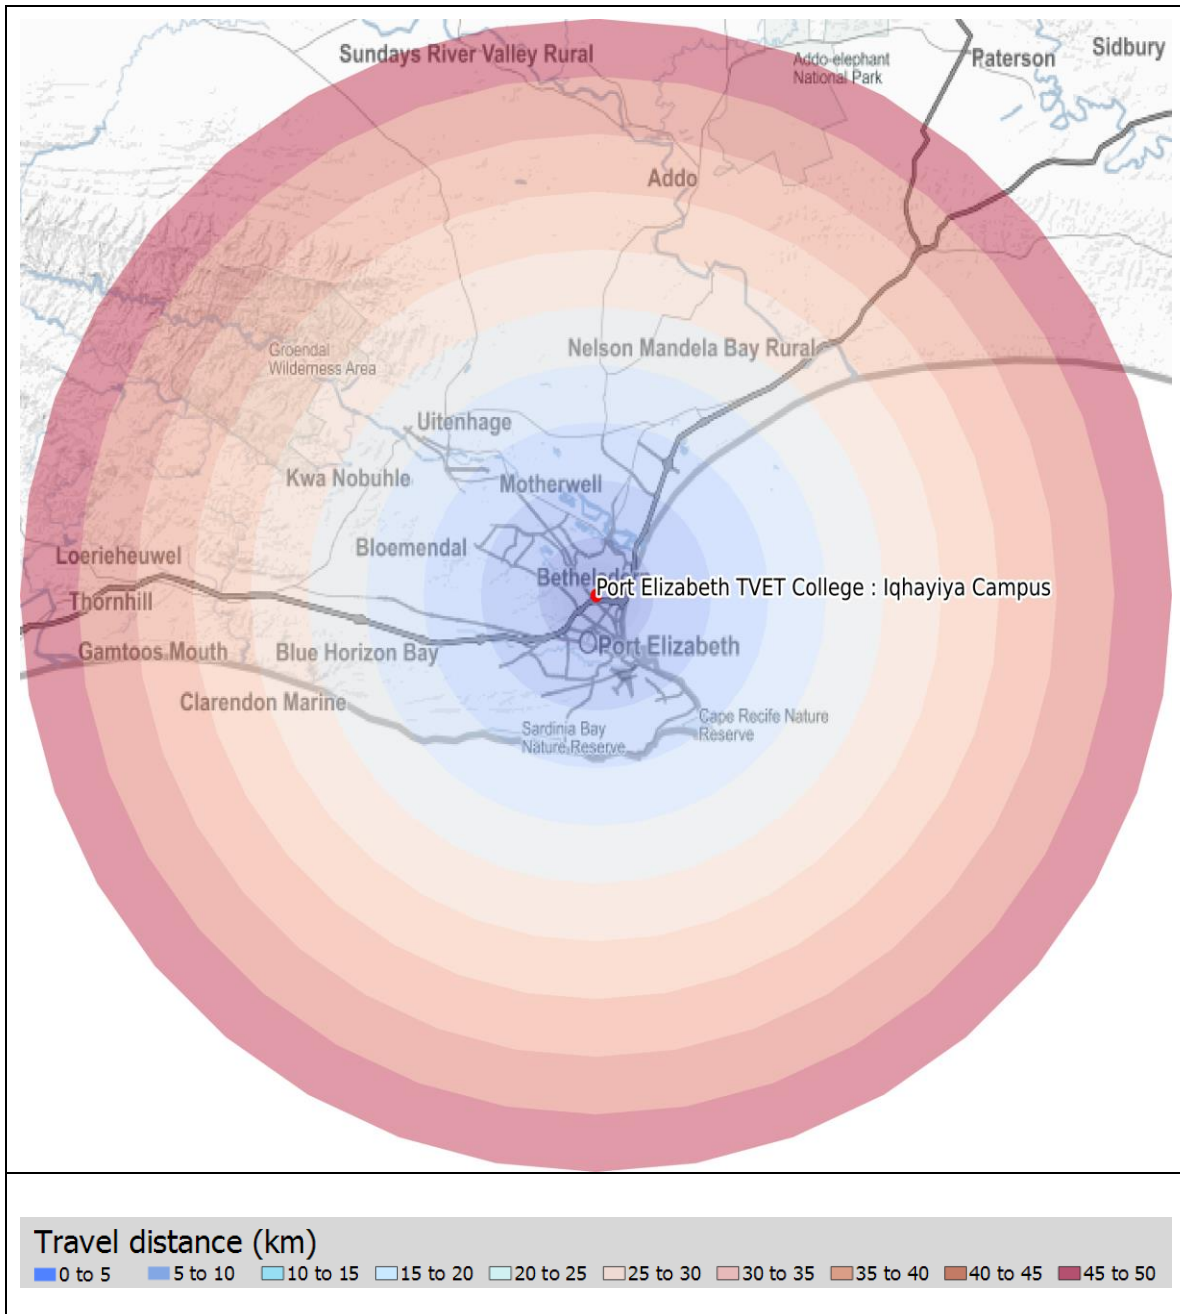 Sundays River Valley Rural
Addo-elephant
National Park
Paterson
Sidbury
Addo
Nelson Mandela Bay Rural
Groendal
Wilderness Area
Uitenhage
Kwa Nobuhle
Motherwell
Bloemendal
Loerieheuwel
Port Elizabeth TVET College : Iqhayiya Campus
Thornhill
Port Elizabeth
Gamtoos Mouth
Blue Horizon Bay
Clarendon Marine
Cape Recife Nature
Reserve
Sardinia Bay
Nature Reserve
Travel distance (km)
0 to 5 5 to 10 10 to 15 15 to 20 20 to 25 25 to 30 30 to 35 35 to 40 40 to 45 45 to 50